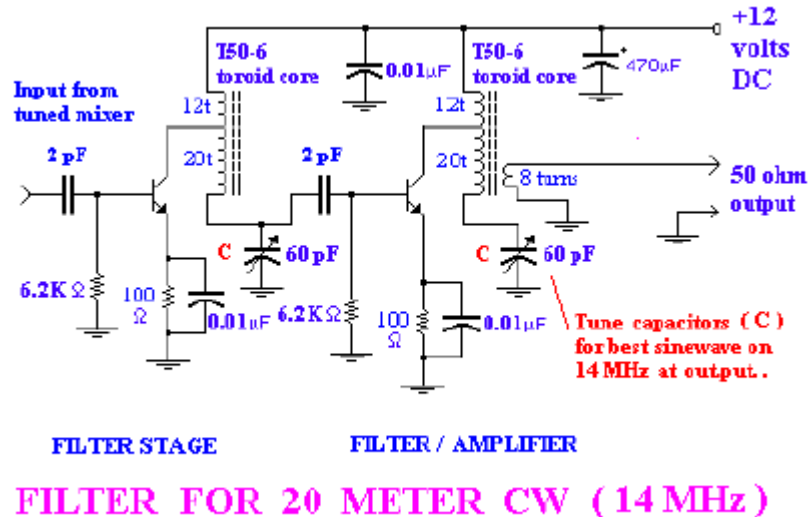 +12
volts
DC
T50-6
toroid core
0.01µF
T50-6
toroid core
+
470µF
Input from
tuned mixer
12t
20t
12t
20t
8 turns
2 pF
2 pF
50 ohm
output
C
60 pF
C
60 pF
6.2K Ω
100
Ω
0.01µF
6.2K Ω
100
Ω
0.01µF
Tune capacitors ( C )
for best sinewave on
14 MHz at output..
FILTER STAGE
FILTER / AMPLIFIER
FILTER FOR 20 METER CW ( 14 MHz )